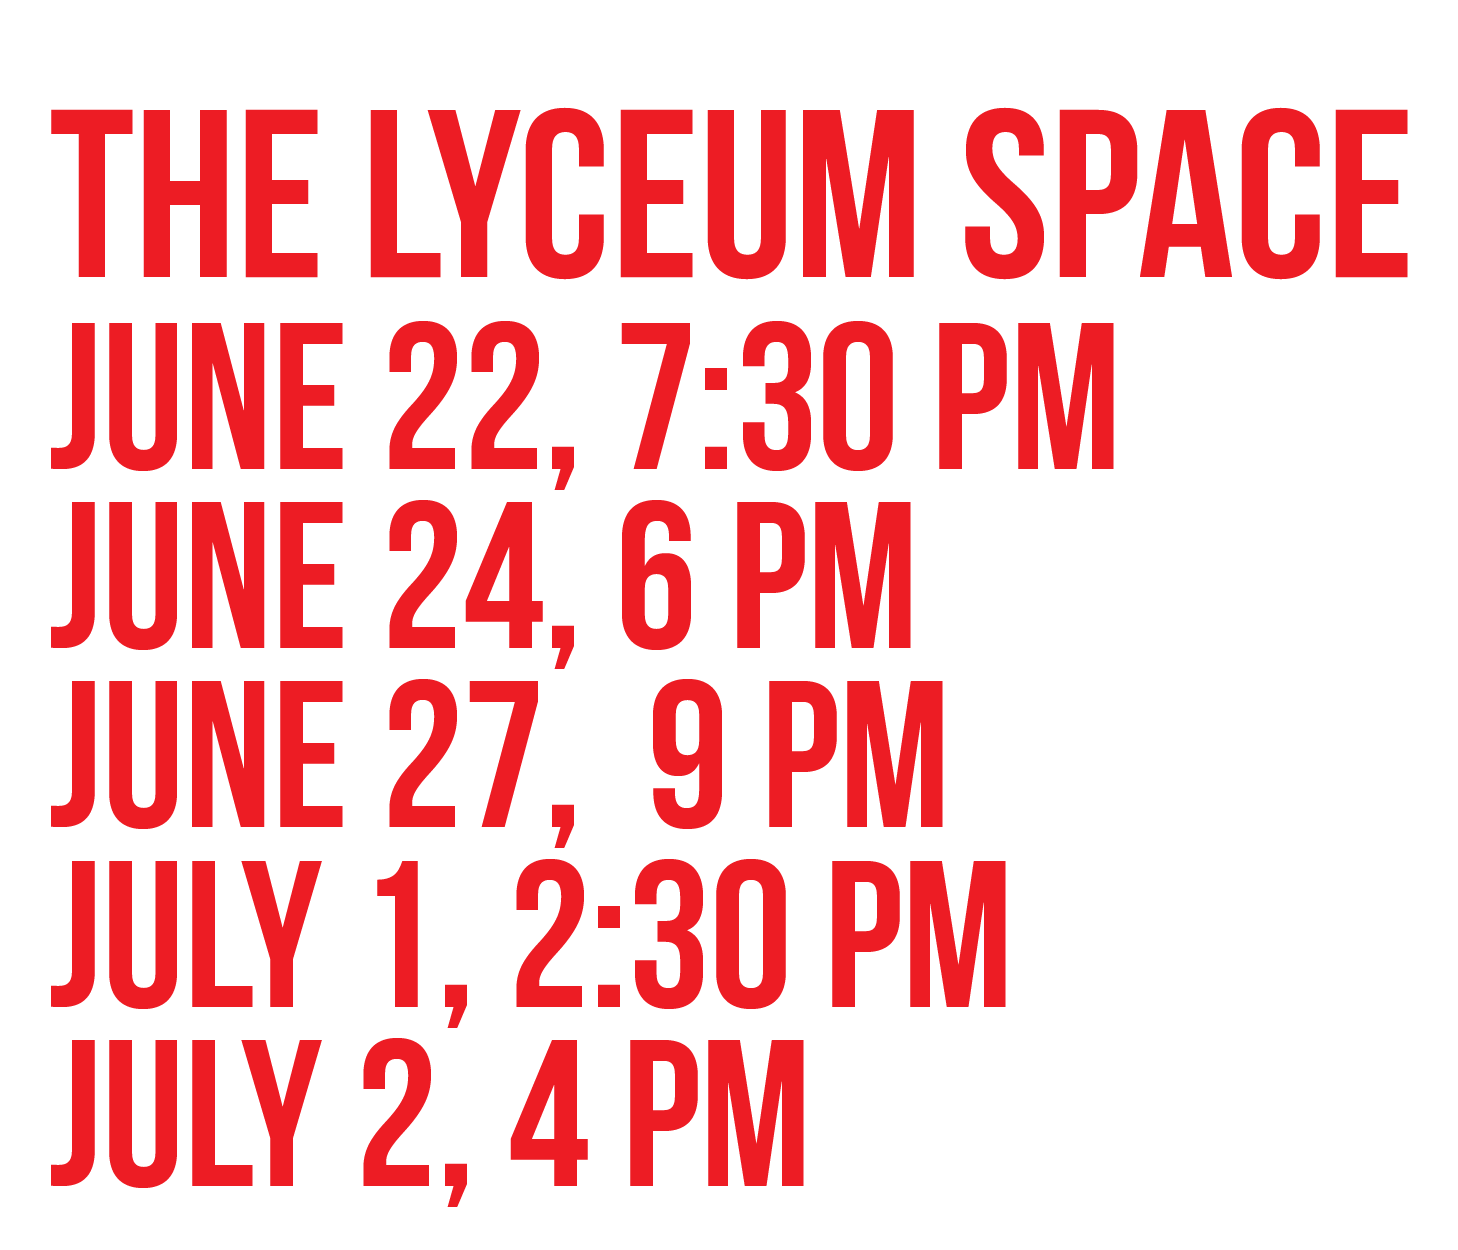 THE LYCEUM SPACE
JUNE 22, 7:30 PM
JUNE 24, 6 PM
JUNE 27,  9 PM
JULY 1, 2:30 PM
JULY 2, 4 PM